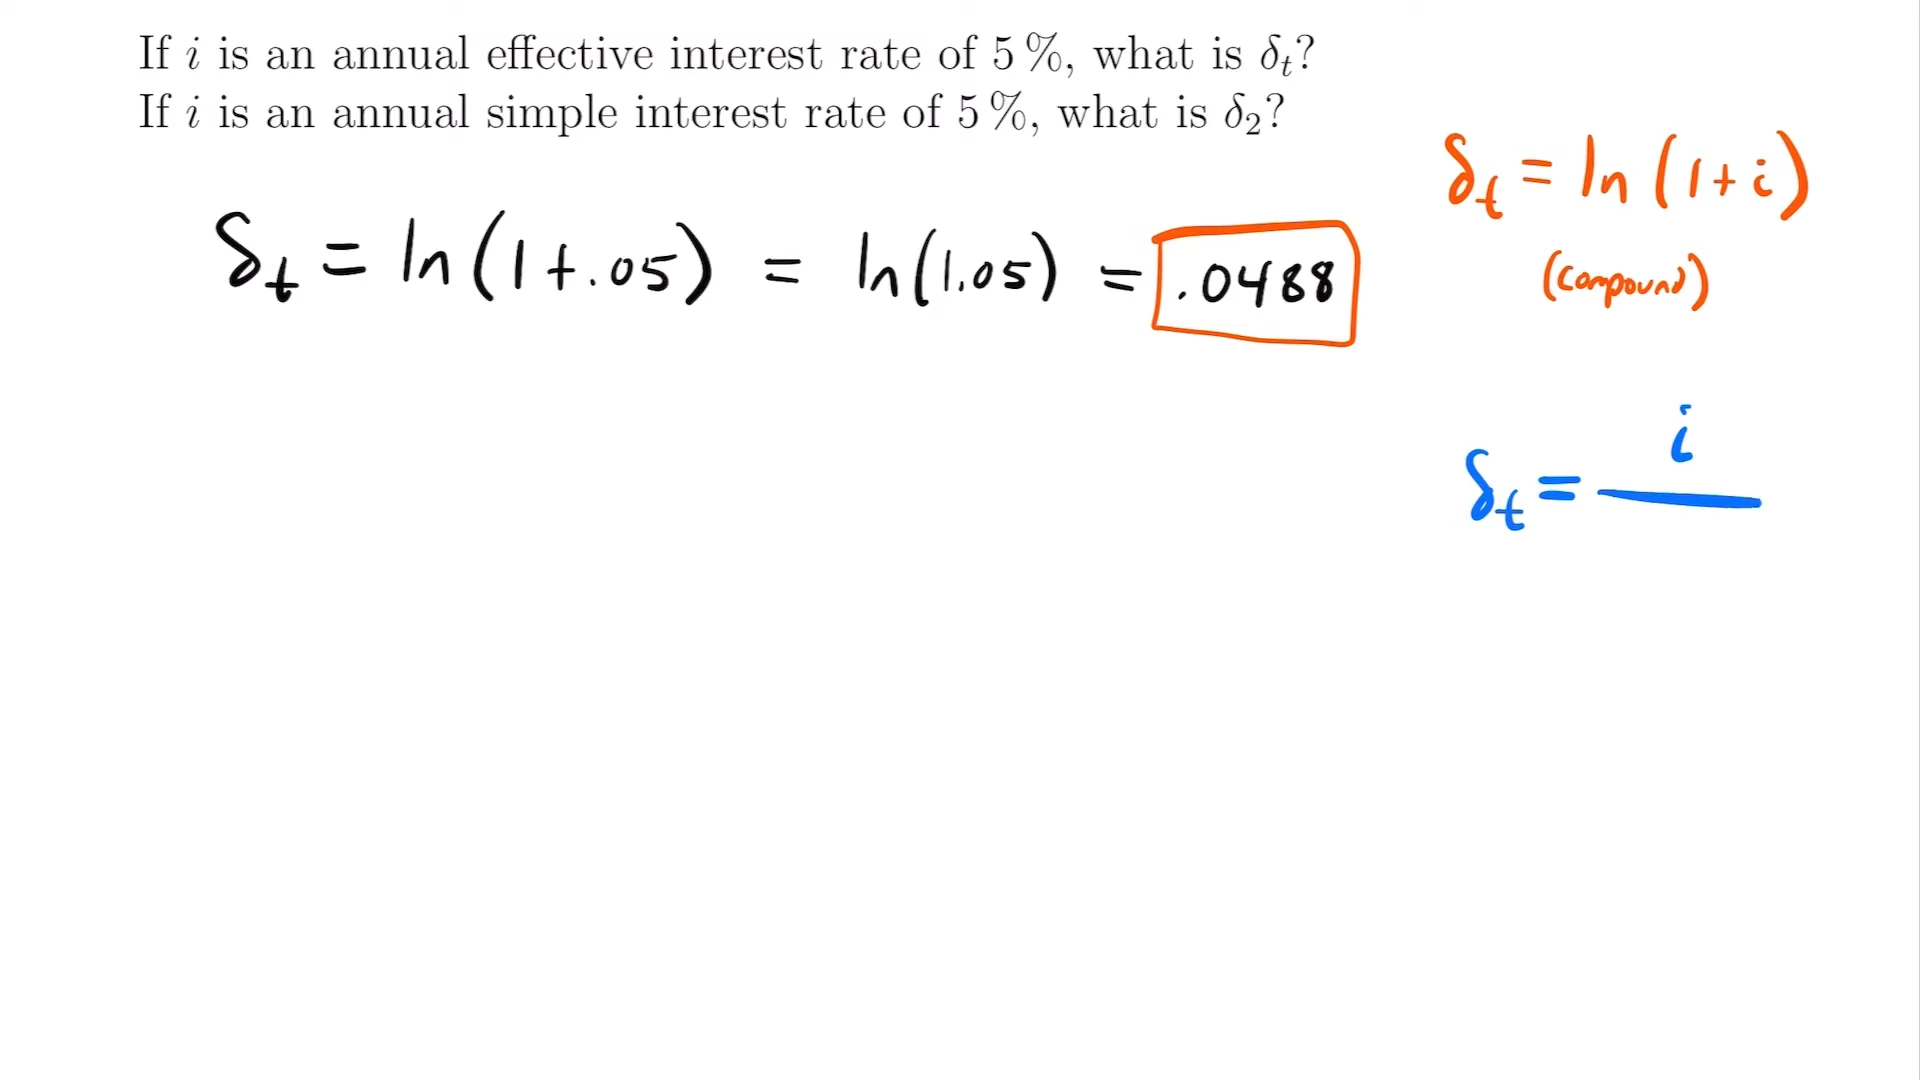 If i is an annual effective interest rate of 5 %, what is δₜ?
If i is an annual simple interest rate of 5 %, what is δ₂?
δₜ = ln (1 + i)
(compound)
δₜ = ln (1 + .05) = ln (1.05) = .0488
δₜ = i /